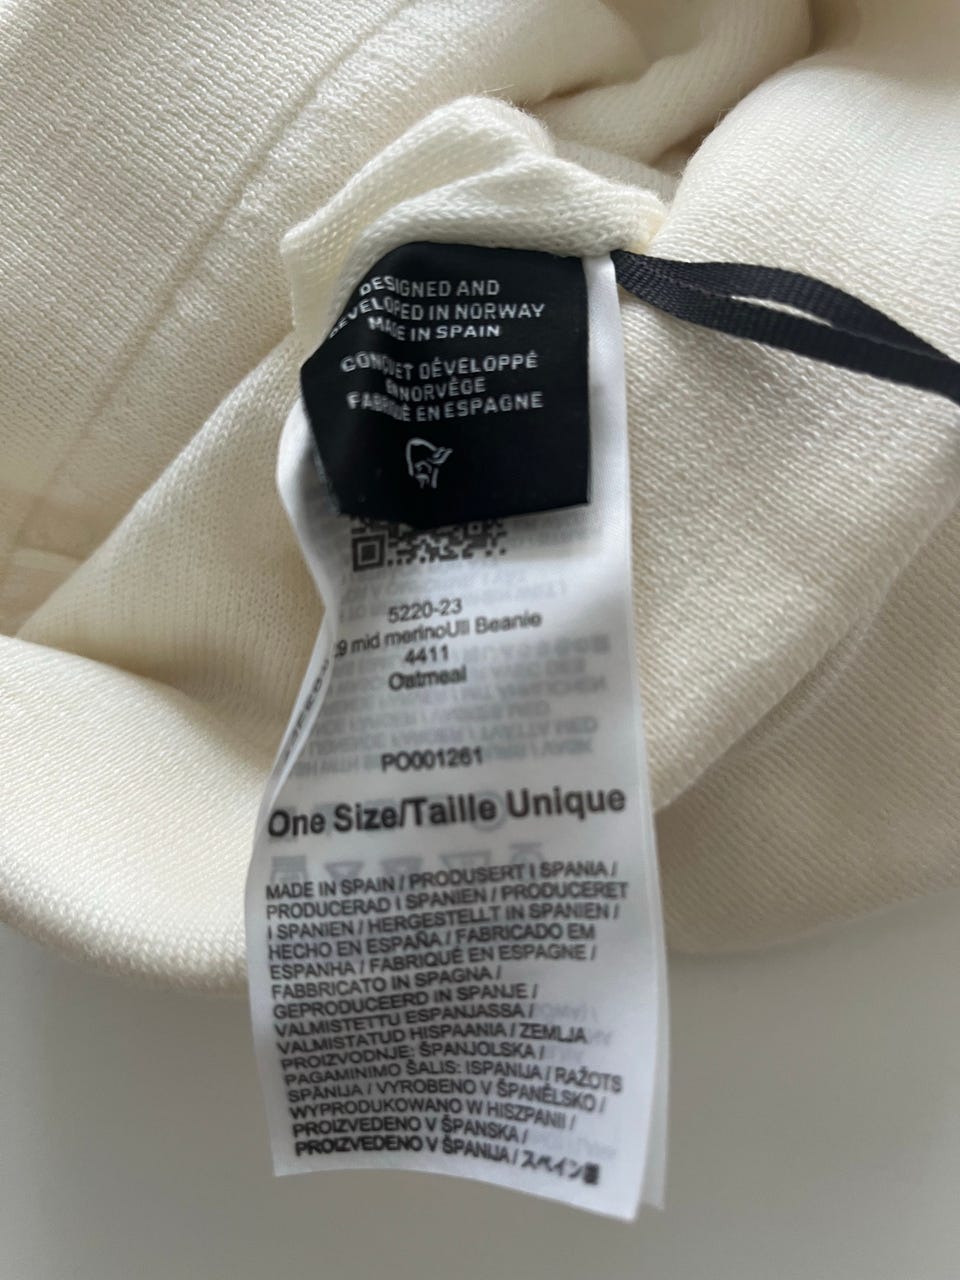 DESIGNED AND
DEVELOPED IN NORWAY
MADE IN SPAIN
CONÇU ET DÉVELOPPÉ
EN NORVÈGE
FABRIQUÉ EN ESPAGNE
5220-23
29 mid merinoUll Beanie
4411
Oatmeal
PO001261
One Size/Taille Unique
MADE IN SPAIN / PRODUSERT I SPANIA /
PRODUCERAD I SPANIEN / PRODUCERET
I SPANIEN / HERGESTELLT IN SPANIEN /
HECHO EN ESPAÑA / FABRICADO EM
ESPANHA / FABRIQUÉ EN ESPAGNE /
FABBRICATO IN SPAGNA /
GEPRODUCEERD IN SPANJE /
VALMISTETTU ESPANJASSA /
VALMISTATUD HISPAANIA / ZEMLJA
PROIZVODNJE: ŠPANJOLSKA /
PAGAMINIMO ŠALIS: ISPANIJA / RAŽOTS
SPĀNIJA / VYROBENO V ŠPANĚLSKO /
WYPRODUKOWANO W HISZPANII /
PROIZVEDENO V ŠPANSKA /
PROIZVEDENO V ŠPANIJA / スペイン製